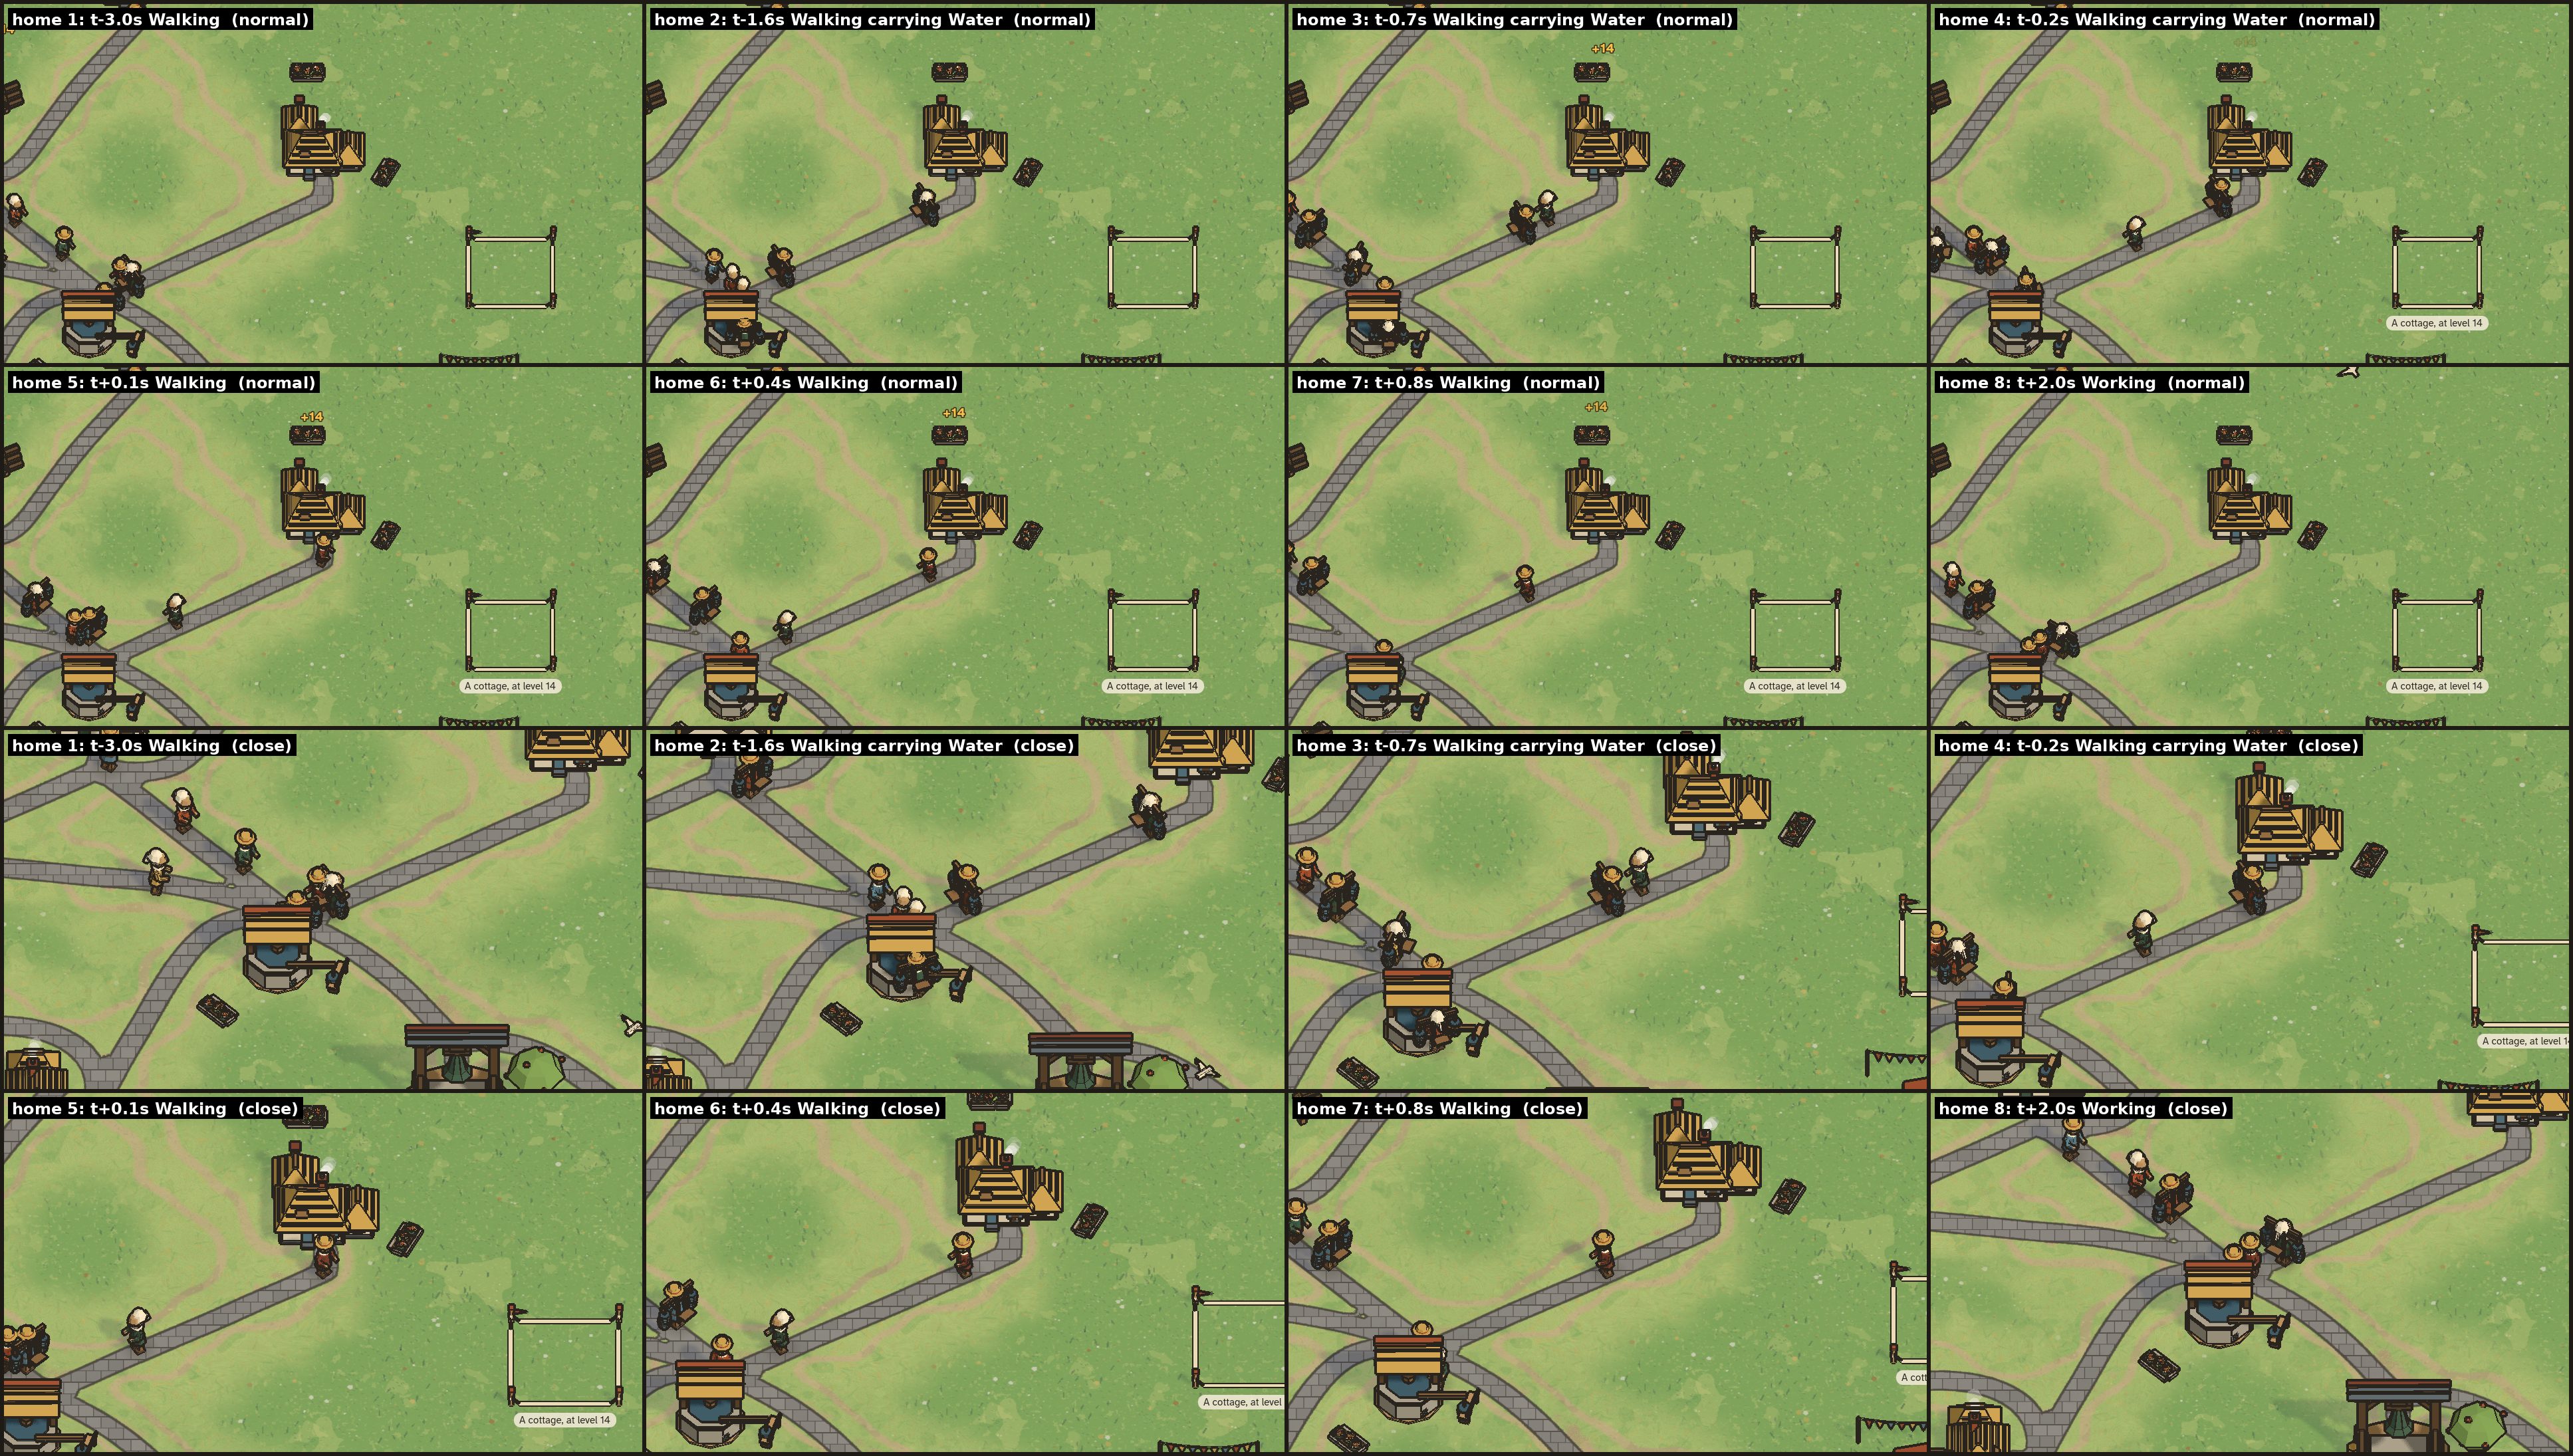 home 1: t-3.0s Walking (normal)
home 2: t-1.6s Walking carrying Water (normal)
home 3: t-0.7s Walking carrying Water (normal)
+14
home 4: t-0.2s Walking carrying Water (normal)
A cottage, at level 14
home 5: t+0.1s Walking (normal)
+14
A cottage, at level 14
home 6: t+0.4s Walking (normal)
+14
A cottage, at level 14
home 7: t+0.8s Walking (normal)
+14
A cottage, at level 14
home 8: t+2.0s Working (normal)
A cottage, at level 14
home 1: t-3.0s Walking (close)
home 2: t-1.6s Walking carrying Water (close)
home 3: t-0.7s Walking carrying Water (close)
home 4: t-0.2s Walking carrying Water (close)
A cottage, at level
home 5: t+0.1s Walking (close)
A cottage, at level 14
home 6: t+0.4s Walking (close)
A cottage, at level
home 7: t+0.8s Walking (close)
A
home 8: t+2.0s Working (close)